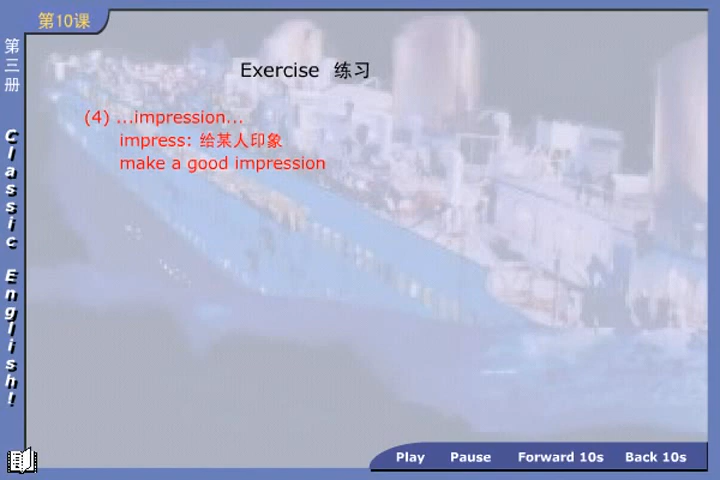 第10课
第三册
Classic English!
Exercise 练习
(4) ...impression...
impress: 给某人印象
make a good impression
Play Pause Forward 10s Back 10s